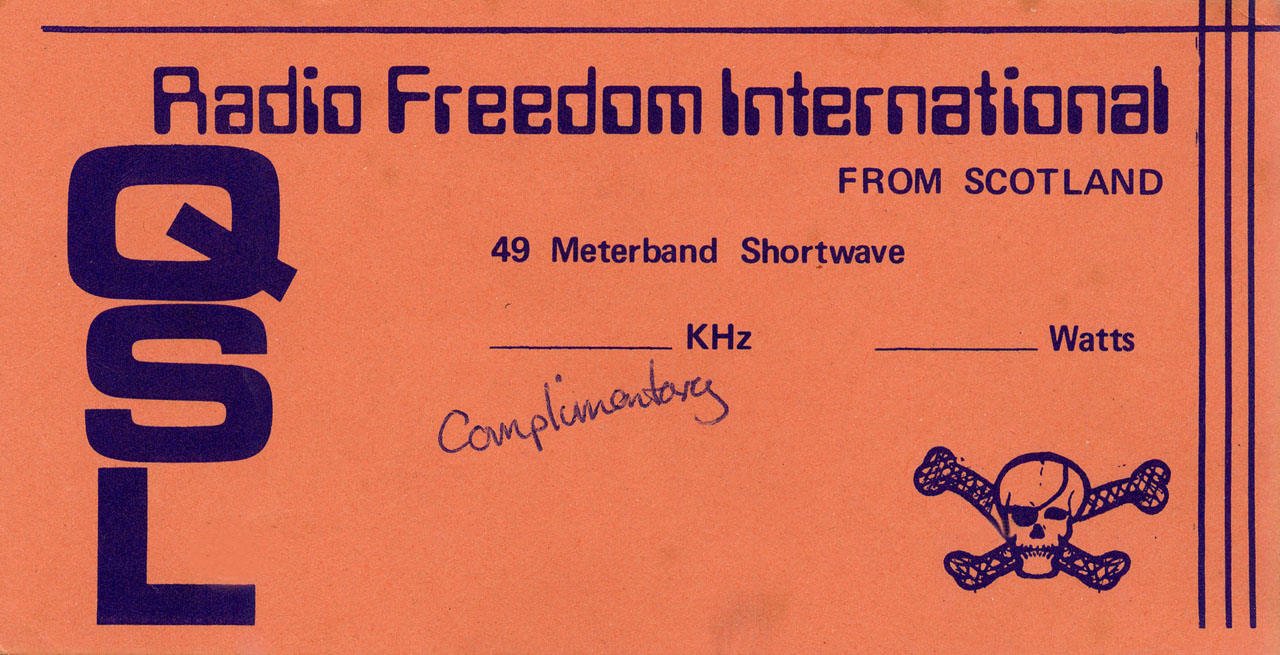 Radio Freedom International
FROM SCOTLAND
QSL
49 Meterband Shortwave
KHz Watts
Complimentary